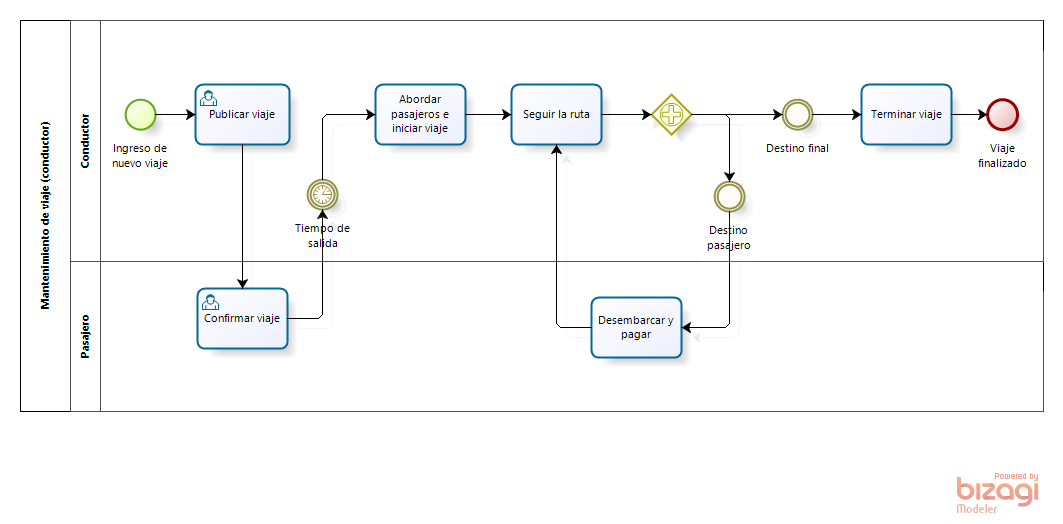 Mantenimiento de viaje (conductor)
Conductor
Ingreso de
nuevo viaje
Publicar viaje
Tiempo de
salida
Abordar
pasajeros e
iniciar viaje
Seguir la ruta
Destino
pasajero
Destino final
Terminar viaje
Viaje
finalizado
Pasajero
Confirmar viaje
Desembarcar y
pagar
Powered by
bizagi
Modeler